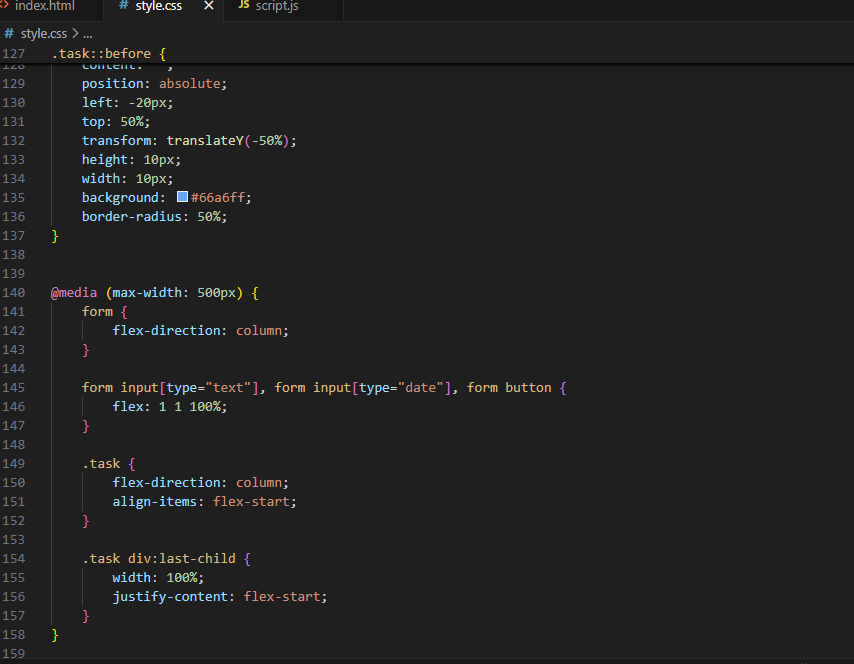 <> index.html # style.css × JS script.js
# style.css > ...
127 .task::before {
128 content: "";
129 position: absolute;
130 left: -20px;
131 top: 50%;
132 transform: translateY(-50%);
133 height: 10px;
134 width: 10px;
135 background: #66a6ff;
136 border-radius: 50%;
137 }
138
139
140 @media (max-width: 500px) {
141 form {
142 flex-direction: column;
143 }
144
145 form input[type="text"], form input[type="date"], form button {
146 flex: 1 1 100%;
147 }
148
149 .task {
150 flex-direction: column;
151 align-items: flex-start;
152 }
153
154 .task div:last-child {
155 width: 100%;
156 justify-content: flex-start;
157 }
158 }
159